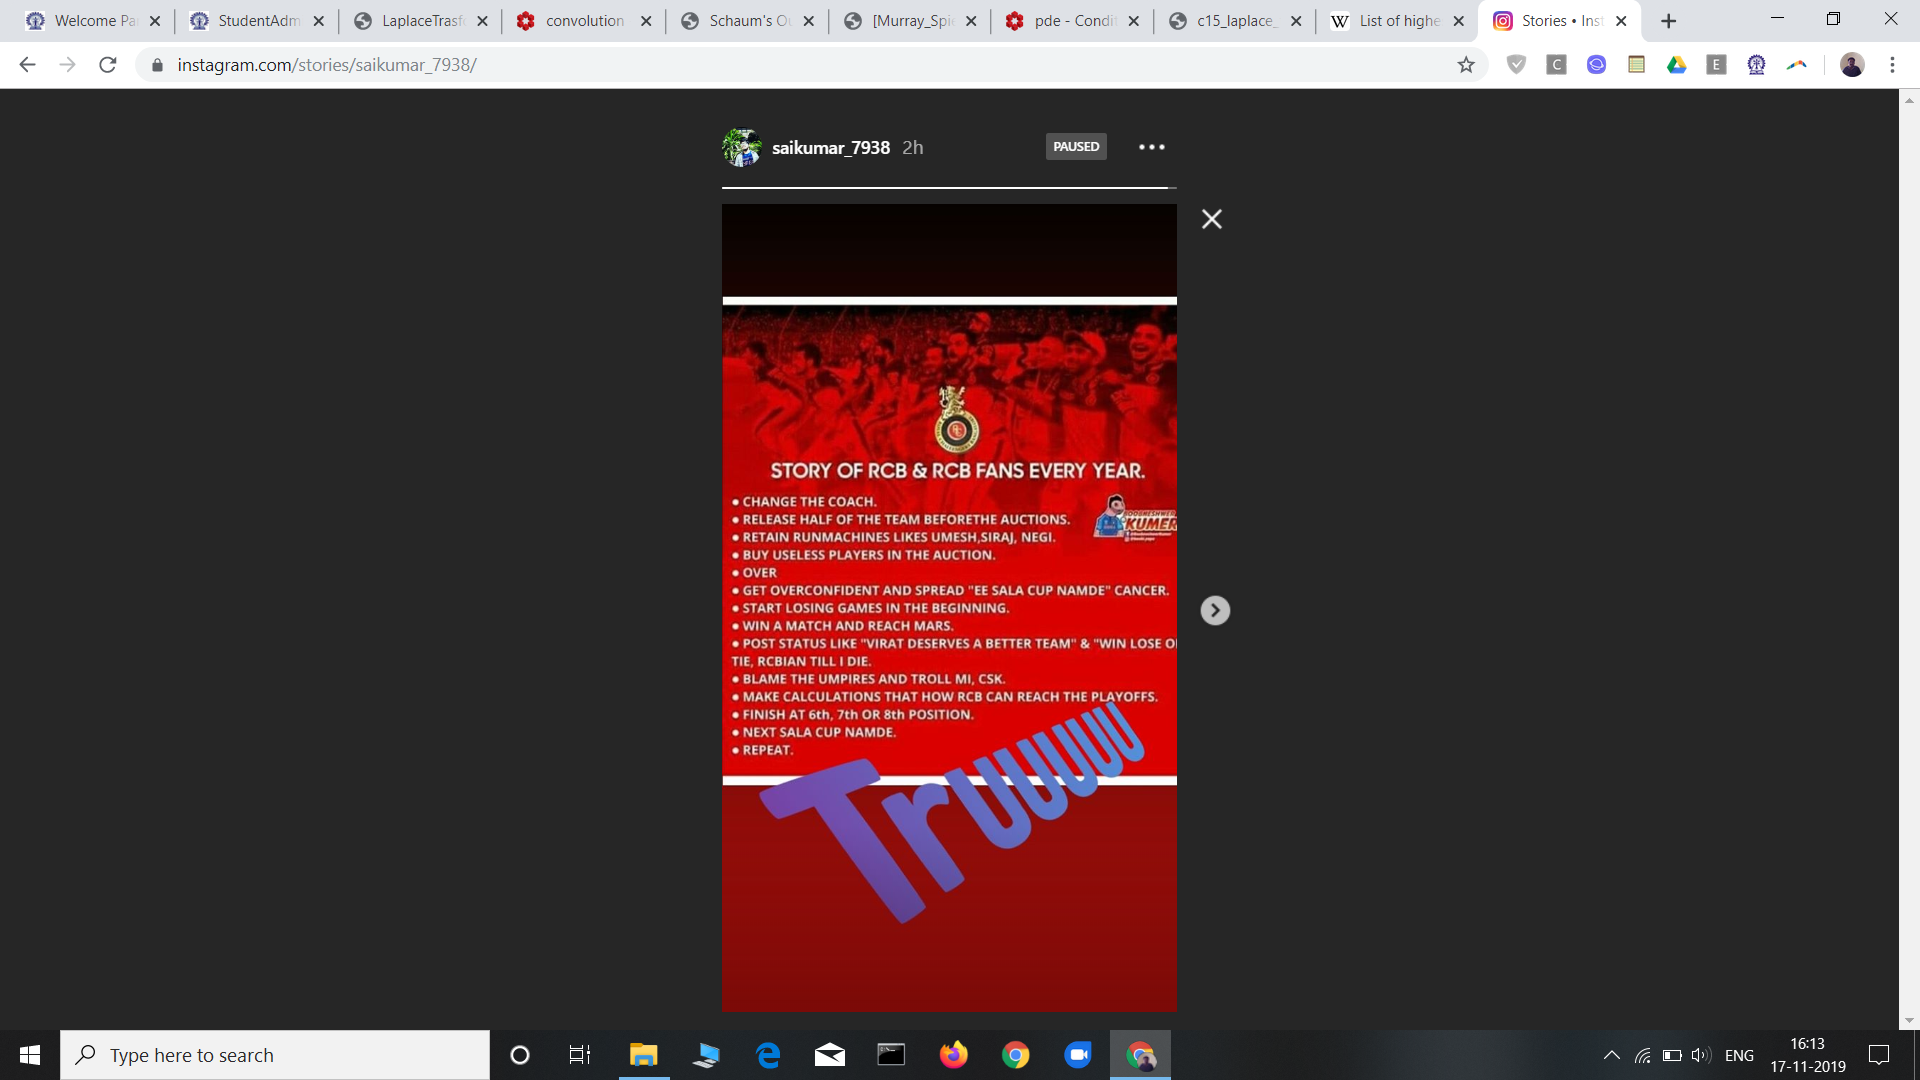 Welcome Pa
StudentAdm
LaplaceTrasf
convolution
Schaum's Ou
[Murray_Spie
pde - Condit
c15_laplace_
List of highe
Stories • Inst
instagram.com/stories/saikumar_7938/
saikumar_7938 2h
PAUSED
STORY OF RCB & RCB FANS EVERY YEAR.
• CHANGE THE COACH.
• RELEASE HALF OF THE TEAM BEFORETHE AUCTIONS.
KUMER
• RETAIN RUNMACHINES LIKES UMESH,SIRAJ, NEGI.
• BUY USELESS PLAYERS IN THE AUCTION.
• OVER
• GET OVERCONFIDENT AND SPREAD "EE SALA CUP NAMDE" CANCER.
• START LOSING GAMES IN THE BEGINNING.
• WIN A MATCH AND REACH MARS.
• POST STATUS LIKE "VIRAT DESERVES A BETTER TEAM" & "WIN LOSE O
TIE, RCBIAN TILL I DIE.
• BLAME THE UMPIRES AND TROLL MI, CSK.
• MAKE CALCULATIONS THAT HOW RCB CAN REACH THE PLAYOFFS.
• FINISH AT 6th, 7th OR 8th POSITION.
• NEXT SALA CUP NAMDE.
• REPEAT.
Truuuuu
Type here to search
ENG
16:13
17-11-2019